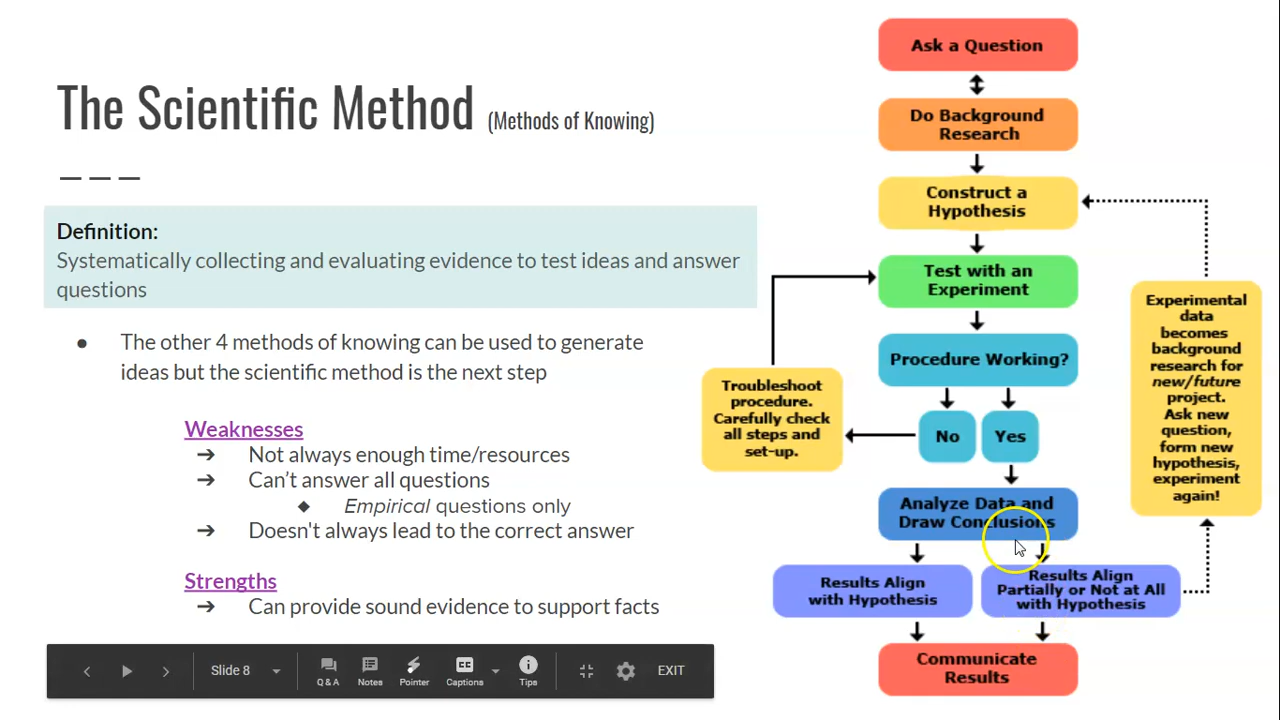 The Scientific Method (Methods of Knowing)
Definition:
Systematically collecting and evaluating evidence to test ideas and answer
questions
● The other 4 methods of knowing can be used to generate
ideas but the scientific method is the next step
Weaknesses
➔ Not always enough time/resources
➔ Can't answer all questions
◆ Empirical questions only
➔ Doesn't always lead to the correct answer
Strengths
➔ Can provide sound evidence to support facts
Ask a Question
Do Background
Research
Construct a
Hypothesis
Test with an
Experiment
Procedure Working?
No
Yes
Troubleshoot
procedure.
Carefully check
all steps and
set-up.
Analyze Data and
Draw Conclusions
Results Align
with Hypothesis
Results Align
Partially or Not at All
with Hypothesis
Experimental
data
becomes
background
research for
new/future
project.
Ask new
question,
form new
hypothesis,
experiment
again!
Communicate
Results
Slide 8
Q & A
Notes
Pointer
CC
Captions
Tips
EXIT